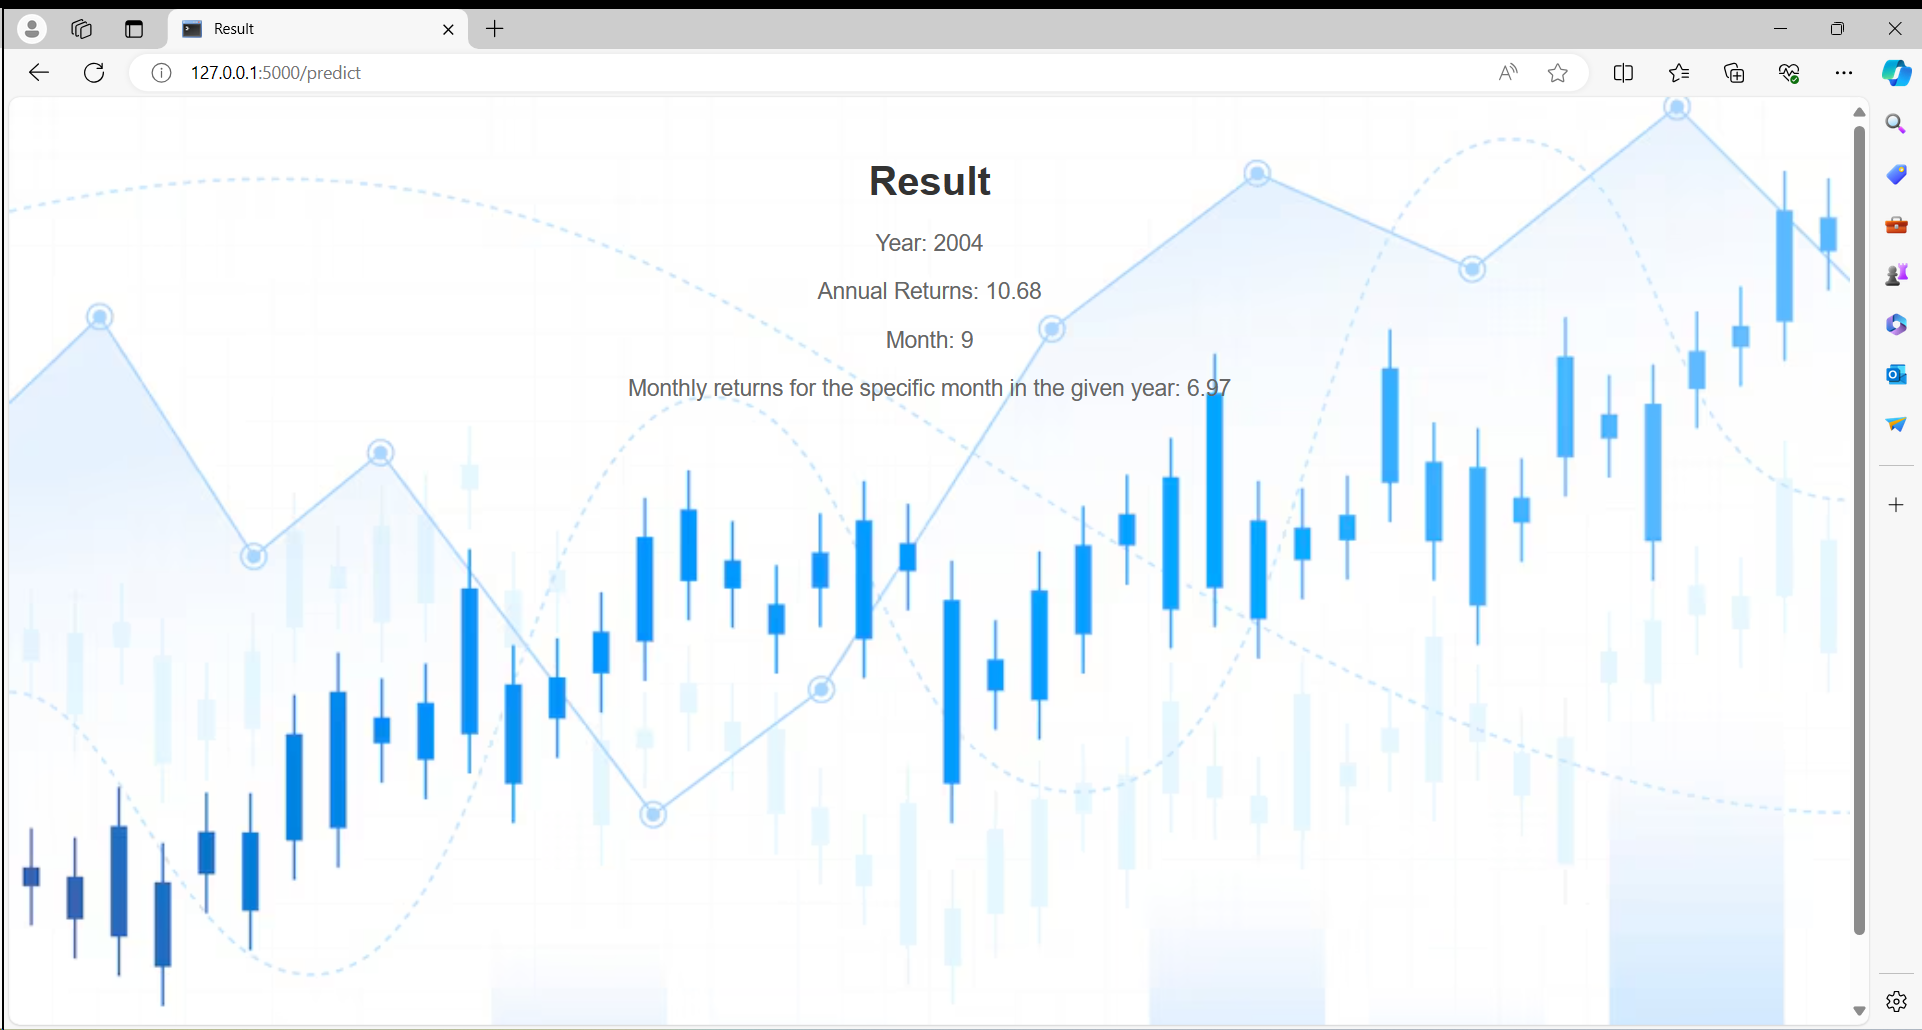 Result
127.0.0.1:5000/predict
Result
Year: 2004
Annual Returns: 10.68
Month: 9
Monthly returns for the specific month in the given year: 6.97